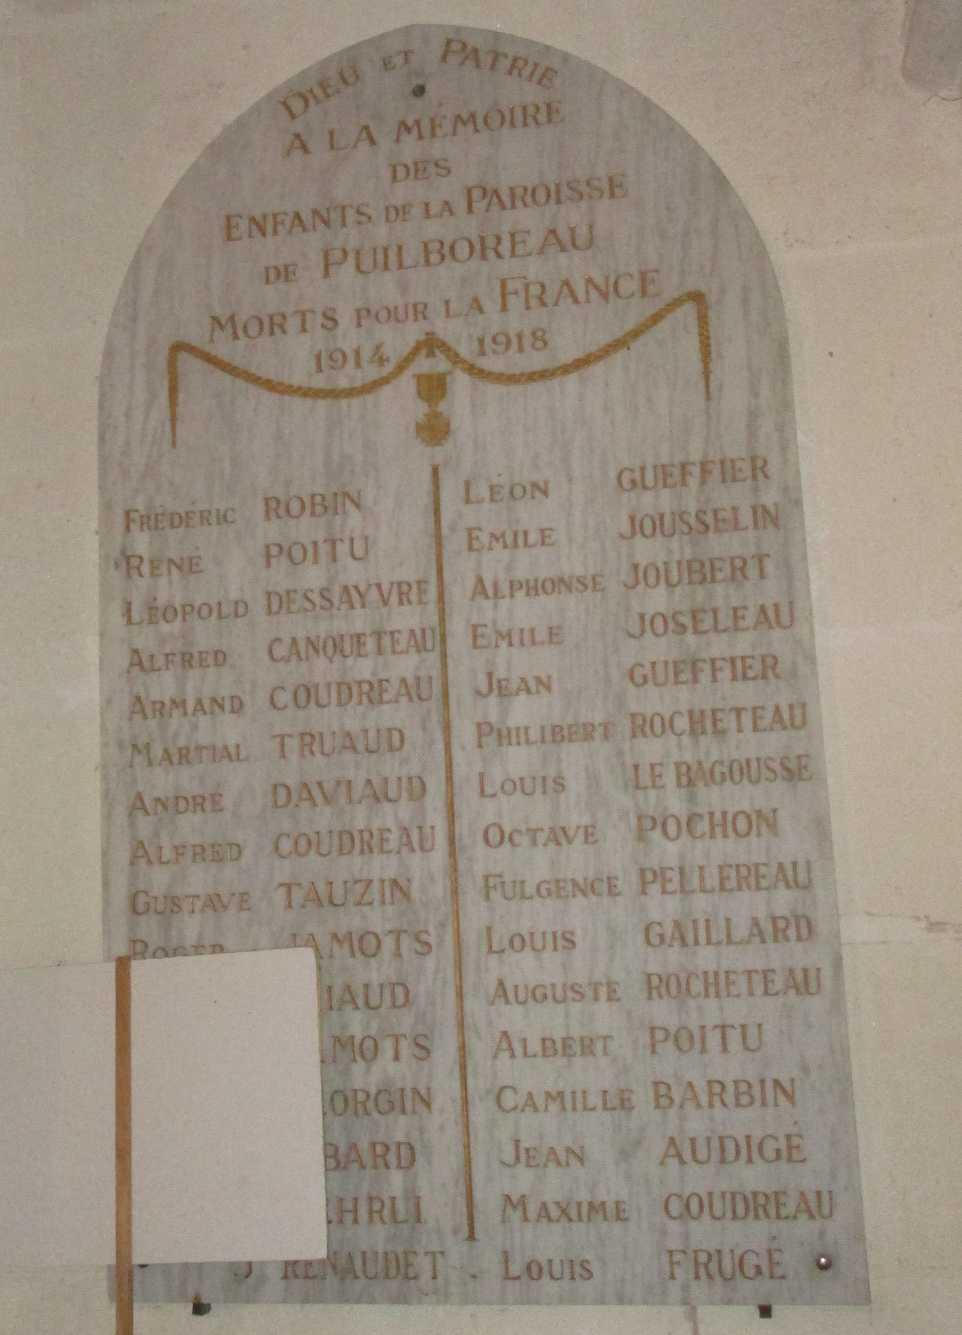 DIEU ET PATRIE
A LA MÉMOIRE
DES
ENFANTS DE LA PAROISSE
DE PUILBOREAU
MORTS POUR LA FRANCE
1914 1918
FRÉDÉRIC ROBIN
RENÉ POITU
LÉOPOLD DESSAYVRE
ALFRED CANQUETEAU
ARMAND COUDREAU
MARTIAL TRUAUD
ANDRÉ DAVIAUD
ALFRED COUDREAU
GUSTAVE TAUZIN
ROGER JAMOTS
RENAUDET
LÉON GUEFFIER
EMILE JOUSSELIN
ALPHONSE JOUBERT
EMILE JOSELEAU
JEAN GUEFFIER
PHILIBERT ROCHETEAU
LOUIS LE BAGOUSSE
OCTAVE POCHON
FULGENCE PELLEREAU
LOUIS GAILLARD
AUGUSTE ROCHETEAU
ALBERT POITU
CAMILLE BARBIN
JEAN AUDIGÉ
MAXIME COUDREAU
LOUIS FRUGÉ